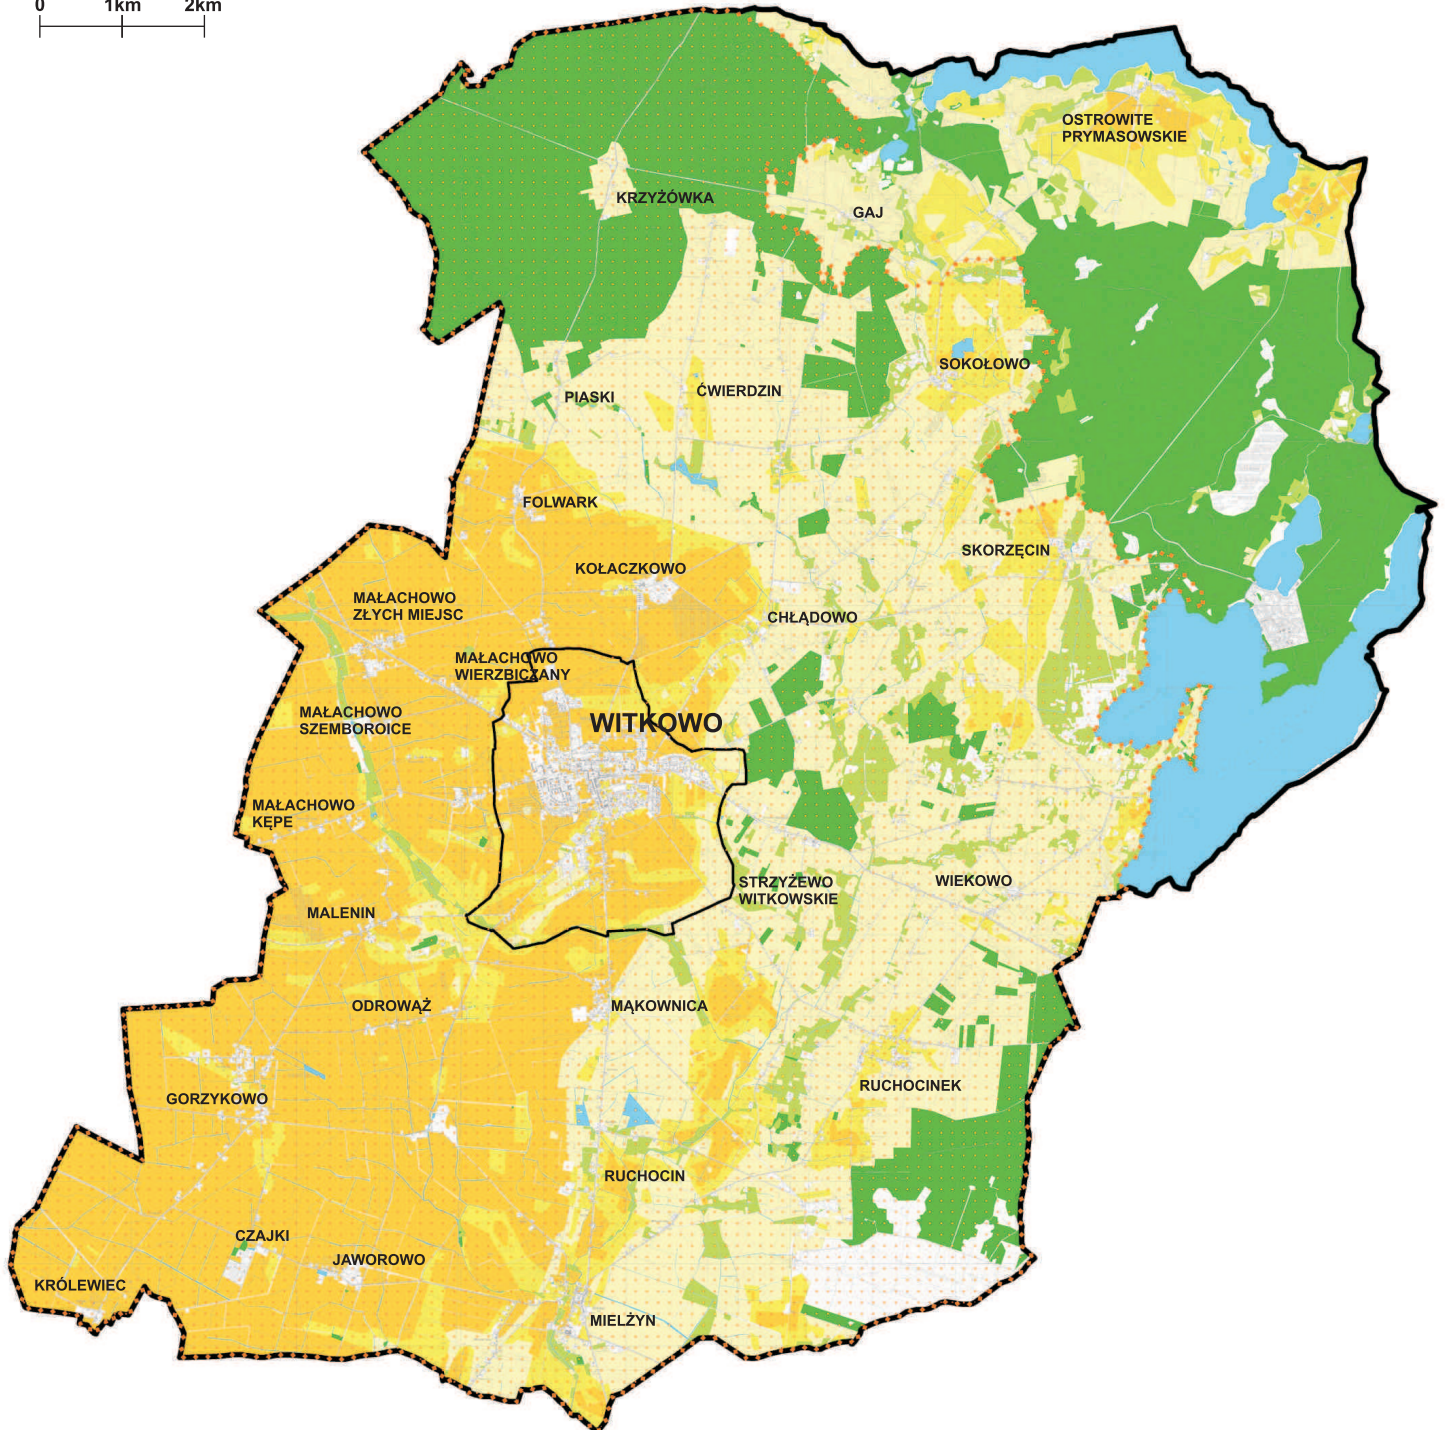 0 1km 2km
OSTROWITE
PRYMASOWSKIE
KRZYŻÓWKA
GAJ
SOKOŁOWO
PIASKI
ĆWIERDZIN
FOLWARK
SKORZĘCIN
KOŁACZKOWO
MAŁACHOWO
ZŁYCH MIEJSC
CHŁĄDOWO
MAŁACHOWO
WIERZBICZANY
MAŁACHOWO
SZEMBOROICE
WITKOWO
MAŁACHOWO
KĘPE
STRZYŻEWO
WITKOWSKIE
WIEKOWO
MALENIN
ODROWĄŻ
MĄKOWNICA
RUCHOCINEK
GORZYKOWO
RUCHOCIN
CZAJKI
JAWOROWO
KRÓLEWIEC
MIELŻYN